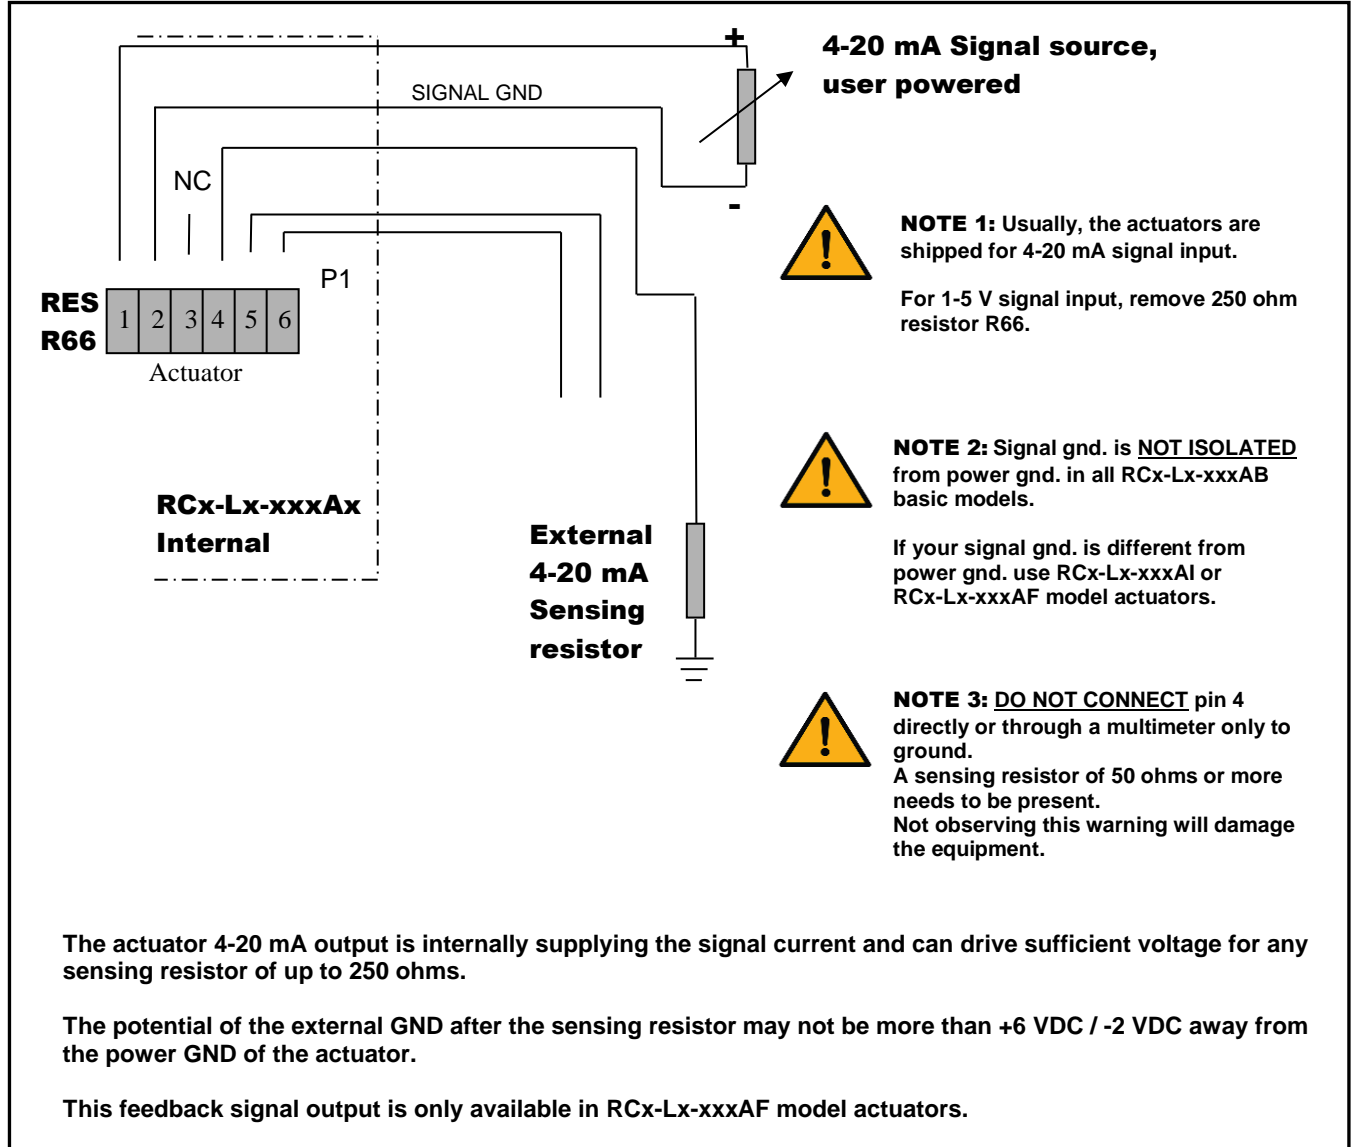 +
4-20 mA Signal source,
user powered
SIGNAL GND
NC
-
P1
RES
R66
1 2 3 4 5 6
Actuator
RCx-Lx-xxxAx
Internal
External
4-20 mA
Sensing
resistor
NOTE 1: Usually, the actuators are
shipped for 4-20 mA signal input.
For 1-5 V signal input, remove 250 ohm
resistor R66.
NOTE 2: Signal gnd. is NOT ISOLATED
from power gnd. in all RCx-Lx-xxxAB
basic models.
If your signal gnd. is different from
power gnd. use RCx-Lx-xxxAI or
RCx-Lx-xxxAF model actuators.
NOTE 3: DO NOT CONNECT pin 4
directly or through a multimeter only to
ground.
A sensing resistor of 50 ohms or more
needs to be present.
Not observing this warning will damage
the equipment.
The actuator 4-20 mA output is internally supplying the signal current and can drive sufficient voltage for any
sensing resistor of up to 250 ohms.
The potential of the external GND after the sensing resistor may not be more than +6 VDC / -2 VDC away from
the power GND of the actuator.
This feedback signal output is only available in RCx-Lx-xxxAF model actuators.